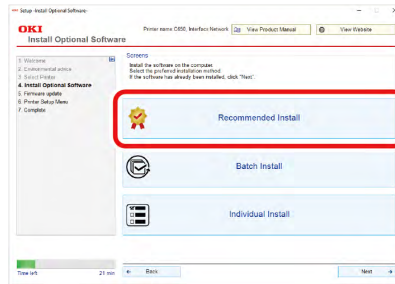 Setup -Install Optional Software-
OKI
Install Optional Software
Printer name C650, Interface Network
View Product Manual
View Website
1. Welcome
2. Environmental advice
3. Select Printer
4. Install Optional Software
5. Firmware update
6. Printer Setup Menu
7. Complete
Screens
Install the software on the computer.
Select the preferred installation method.
If the software has already been installed, click "Next".
Recommended Install
Batch Install
Individual Install
Time left
21 min
Back
Next